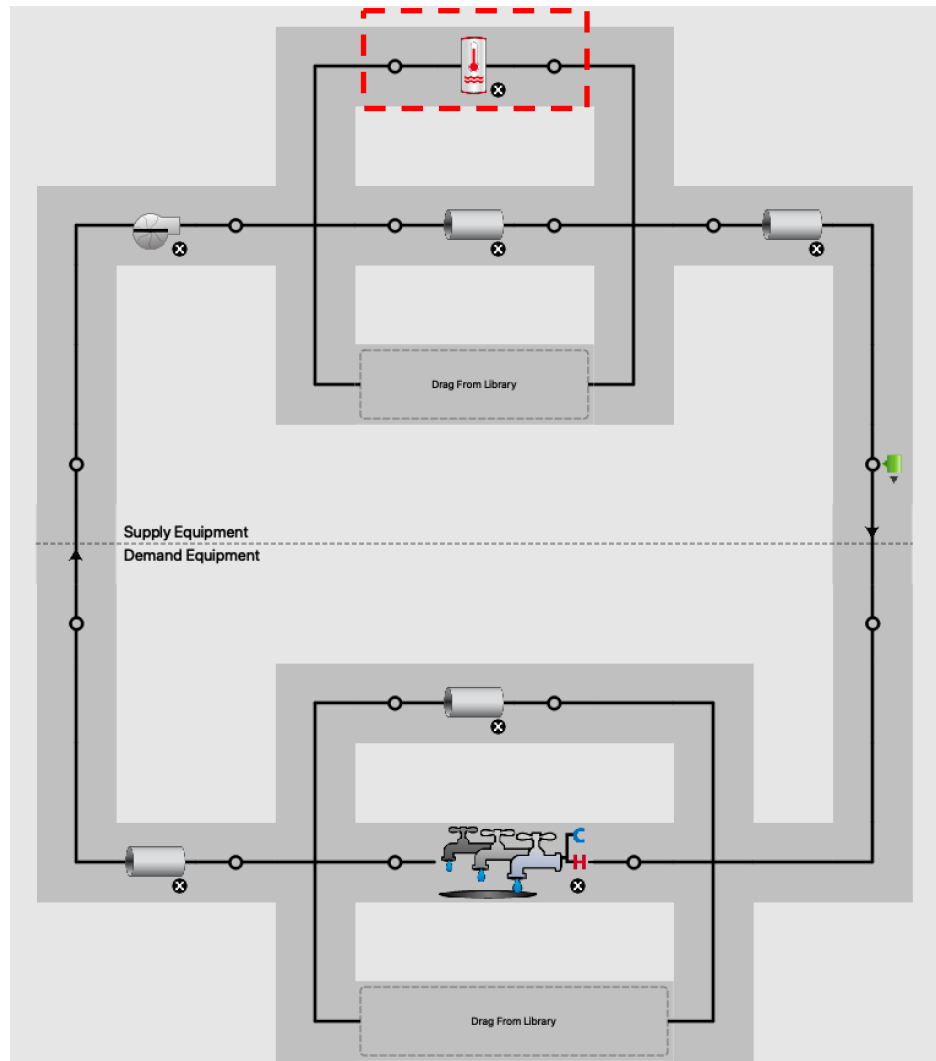 Drag From Library
Supply Equipment
Demand Equipment
C
H
Drag From Library